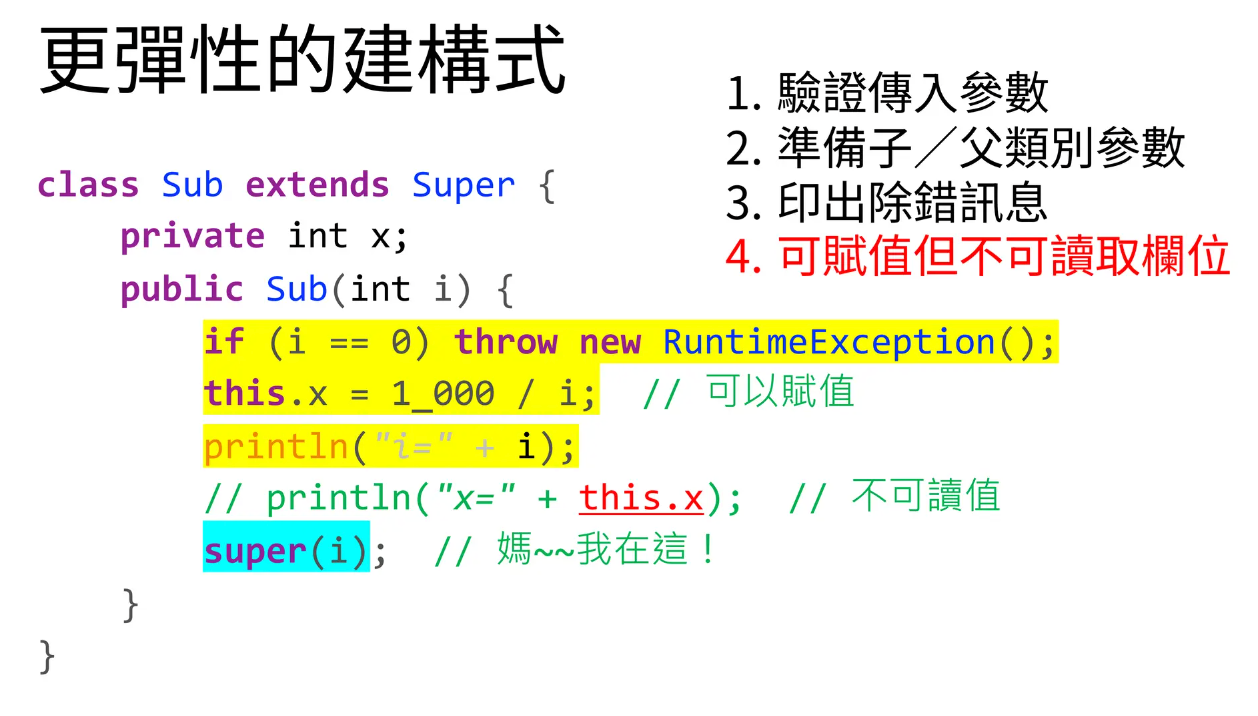 更彈性的建構式
1. 驗證傳入參數
2. 準備子／父類別參數
3. 印出除錯訊息
4. 可賦值但不可讀取欄位
class Sub extends Super {
    private int x;
    public Sub(int i) {
        if (i == 0) throw new RuntimeException();
        this.x = 1_000 / i;  // 可以賦值
        println("i=" + i);
        // println("x=" + this.x);  // 不可讀值
        super(i);  // 媽~~我在這！
    }
}